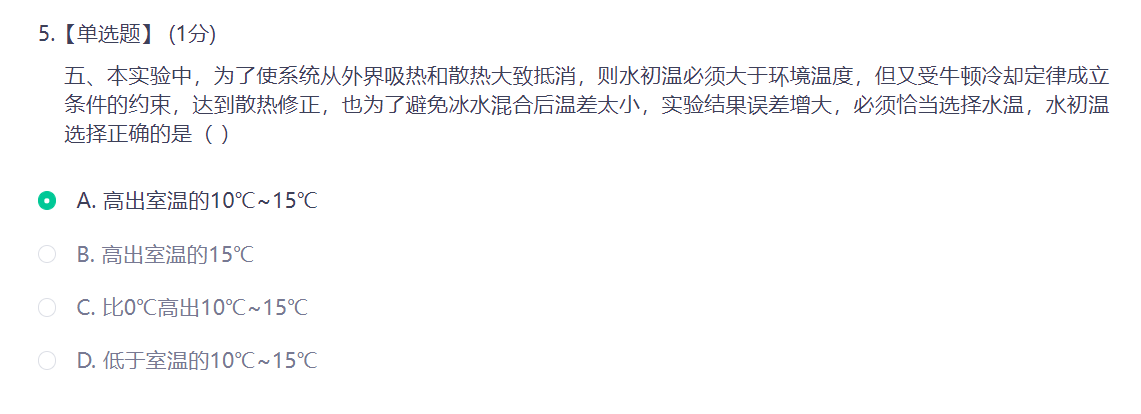 5.【单选题】 (1分)
五、本实验中，为了使系统从外界吸热和散热大致抵消，则水初温必须大于环境温度，但又受牛顿冷却定律成立
条件的约束，达到散热修正，也为了避免冰水混合后温差太小，实验结果误差增大，必须恰当选择水温，水初温
选择正确的是（ ）
A. 高出室温的10℃~15℃
B. 高出室温的15℃
C. 比0℃高出10℃~15℃
D. 低于室温的10℃~15℃